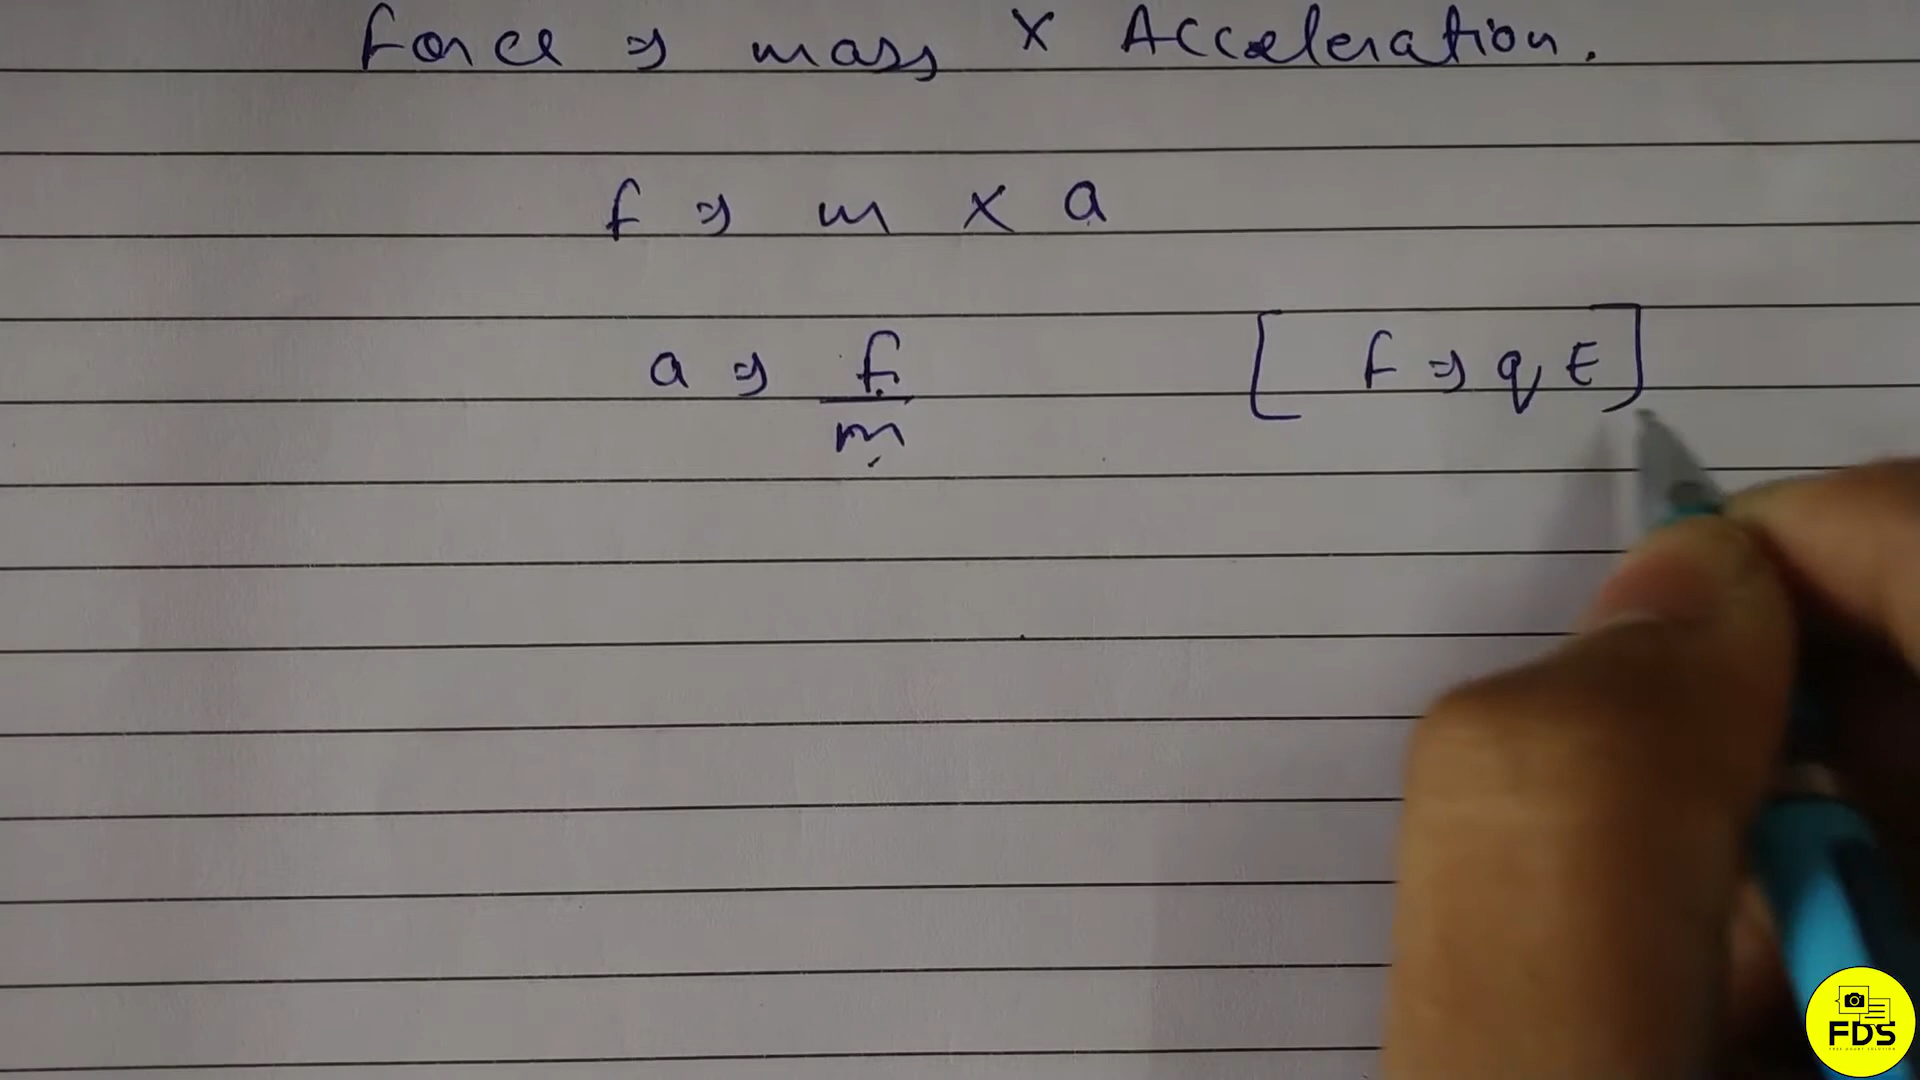 Force => mass × Acceleration.
f => m × a
a => f/m
[ F => qE ]
FDS